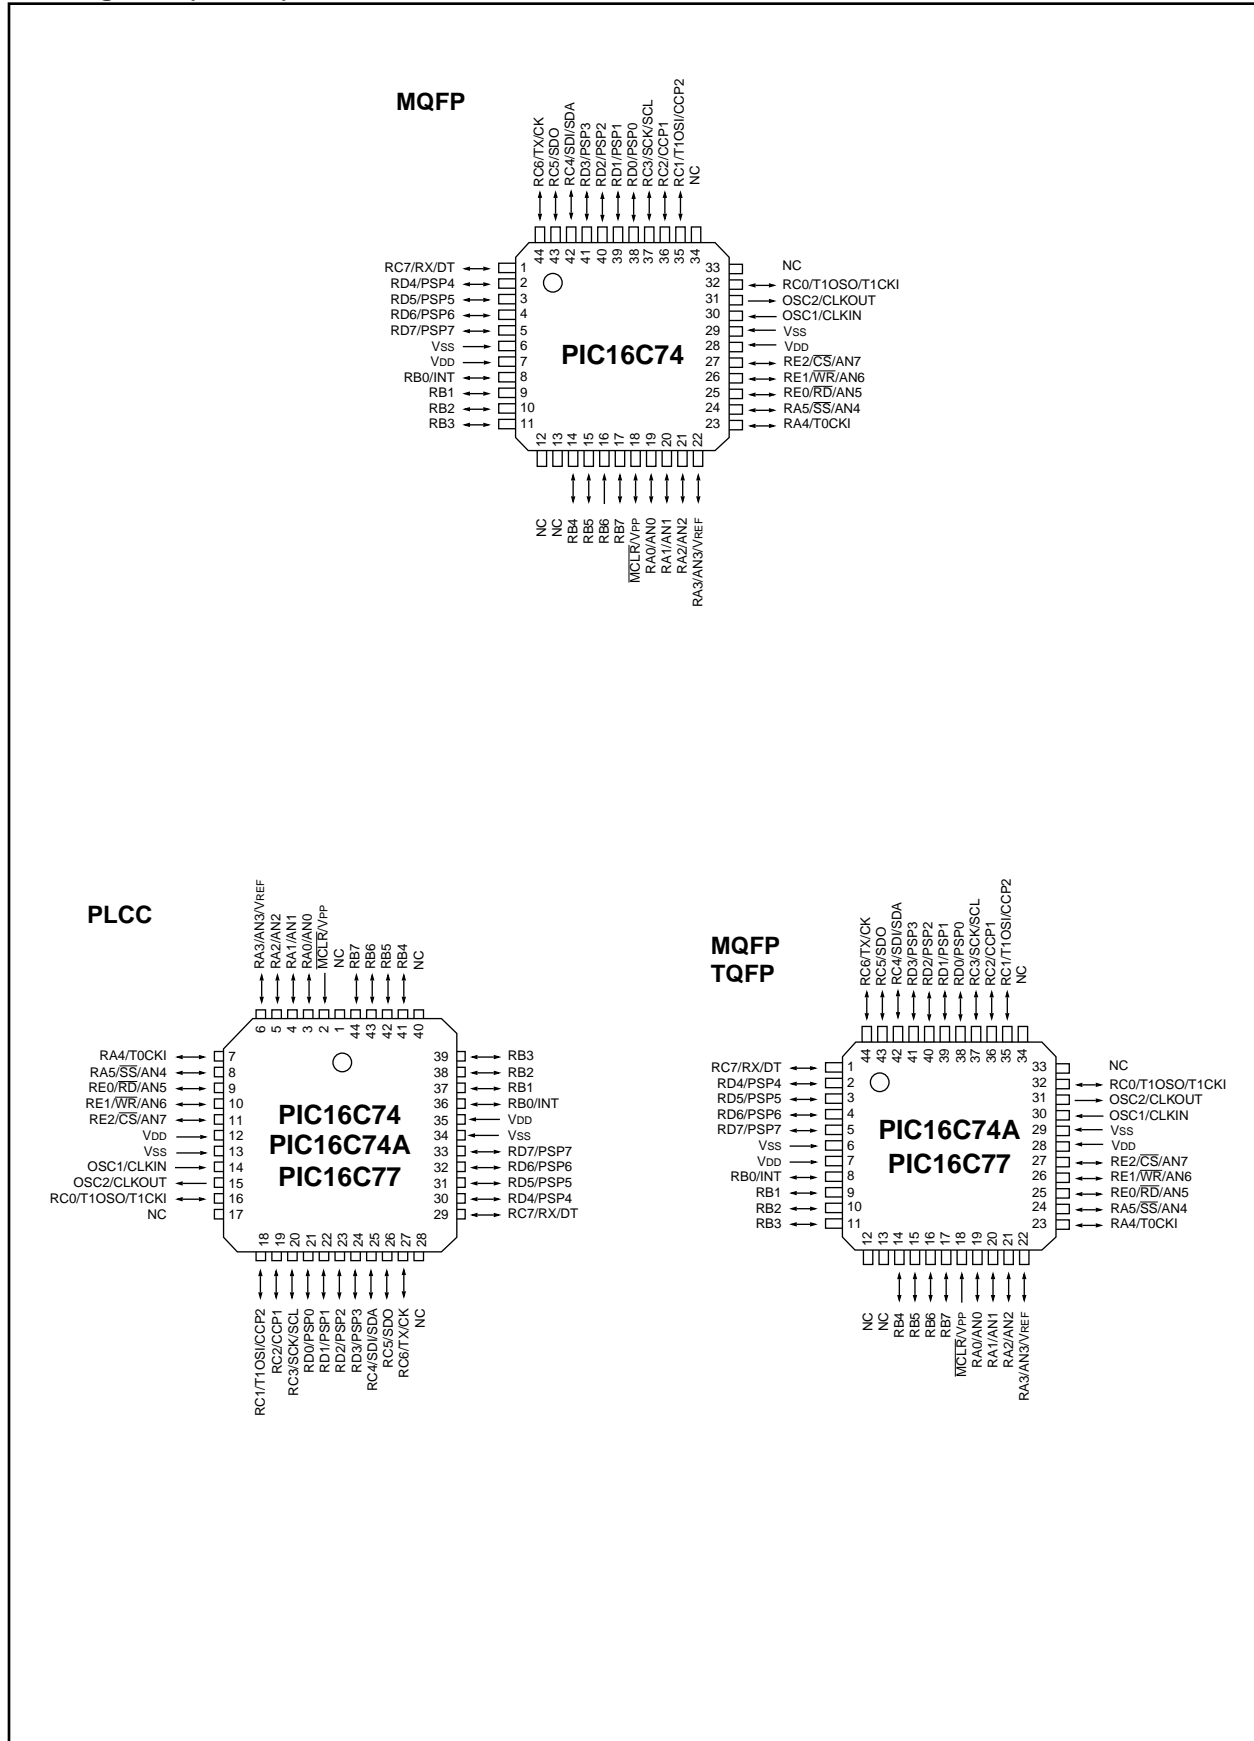 MQFP
RC6/TX/CK
RC5/SDO
RC4/SDI/SDA
RD3/PSP3
RD2/PSP2
RD1/PSP1
RD0/PSP0
RC3/SCK/SCL
RC2/CCP1
RC1/T1OSI/CCP2
NC
44 43 42 41 40 39 38 37 36 35 34
RC7/RX/DT 1 33 NC
RD4/PSP4 2 32 RC0/T1OSO/T1CKI
RD5/PSP5 3 31 OSC2/CLKOUT
RD6/PSP6 4 30 OSC1/CLKIN
RD7/PSP7 5 29 VSS
VSS 6 28 VDD
PIC16C74
VDD 7 27 RE2/CS/AN7
RB0/INT 8 26 RE1/WR/AN6
RB1 9 25 RE0/RD/AN5
RB2 10 24 RA5/SS/AN4
RB3 11 23 RA4/T0CKI
12 13 14 15 16 17 18 19 20 21 22
NC
NC
RB4
RB5
RB6
RB7
MCLR/VPP
RA0/AN0
RA1/AN1
RA2/AN2
RA3/AN3/VREF
PLCC
RA3/AN3/VREF
RA2/AN2
RA1/AN1
RA0/AN0
MCLR/VPP
NC
RB7
RB6
RB5
RB4
NC
6 5 4 3 2 1 44 43 42 41 40
RA4/T0CKI 7 39 RB3
RA5/SS/AN4 8 38 RB2
RE0/RD/AN5 9 37 RB1
RE1/WR/AN6 10 36 RB0/INT
RE2/CS/AN7 11 35 VDD
VDD 12 34 VSS
VSS 13 33 RD7/PSP7
OSC1/CLKIN 14 32 RD6/PSP6
OSC2/CLKOUT 15 31 RD5/PSP5
RC0/T1OSO/T1CKI 16 30 RD4/PSP4
NC 17 29 RC7/RX/DT
PIC16C74
PIC16C74A
PIC16C77
18 19 20 21 22 23 24 25 26 27 28
RC1/T1OSI/CCP2
RC2/CCP1
RC3/SCK/SCL
RD0/PSP0
RD1/PSP1
RD2/PSP2
RD3/PSP3
RC4/SDI/SDA
RC5/SDO
RC6/TX/CK
NC
MQFP
TQFP
RC6/TX/CK
RC5/SDO
RC4/SDI/SDA
RD3/PSP3
RD2/PSP2
RD1/PSP1
RD0/PSP0
RC3/SCK/SCL
RC2/CCP1
RC1/T1OSI/CCP2
NC
44 43 42 41 40 39 38 37 36 35 34
RC7/RX/DT 1 33 NC
RD4/PSP4 2 32 RC0/T1OSO/T1CKI
RD5/PSP5 3 31 OSC2/CLKOUT
RD6/PSP6 4 30 OSC1/CLKIN
RD7/PSP7 5 29 VSS
VSS 6 28 VDD
VDD 7 27 RE2/CS/AN7
RB0/INT 8 26 RE1/WR/AN6
RB1 9 25 RE0/RD/AN5
RB2 10 24 RA5/SS/AN4
RB3 11 23 RA4/T0CKI
PIC16C74A
PIC16C77
12 13 14 15 16 17 18 19 20 21 22
NC
NC
RB4
RB5
RB6
RB7
MCLR/VPP
RA0/AN0
RA1/AN1
RA2/AN2
RA3/AN3/VREF